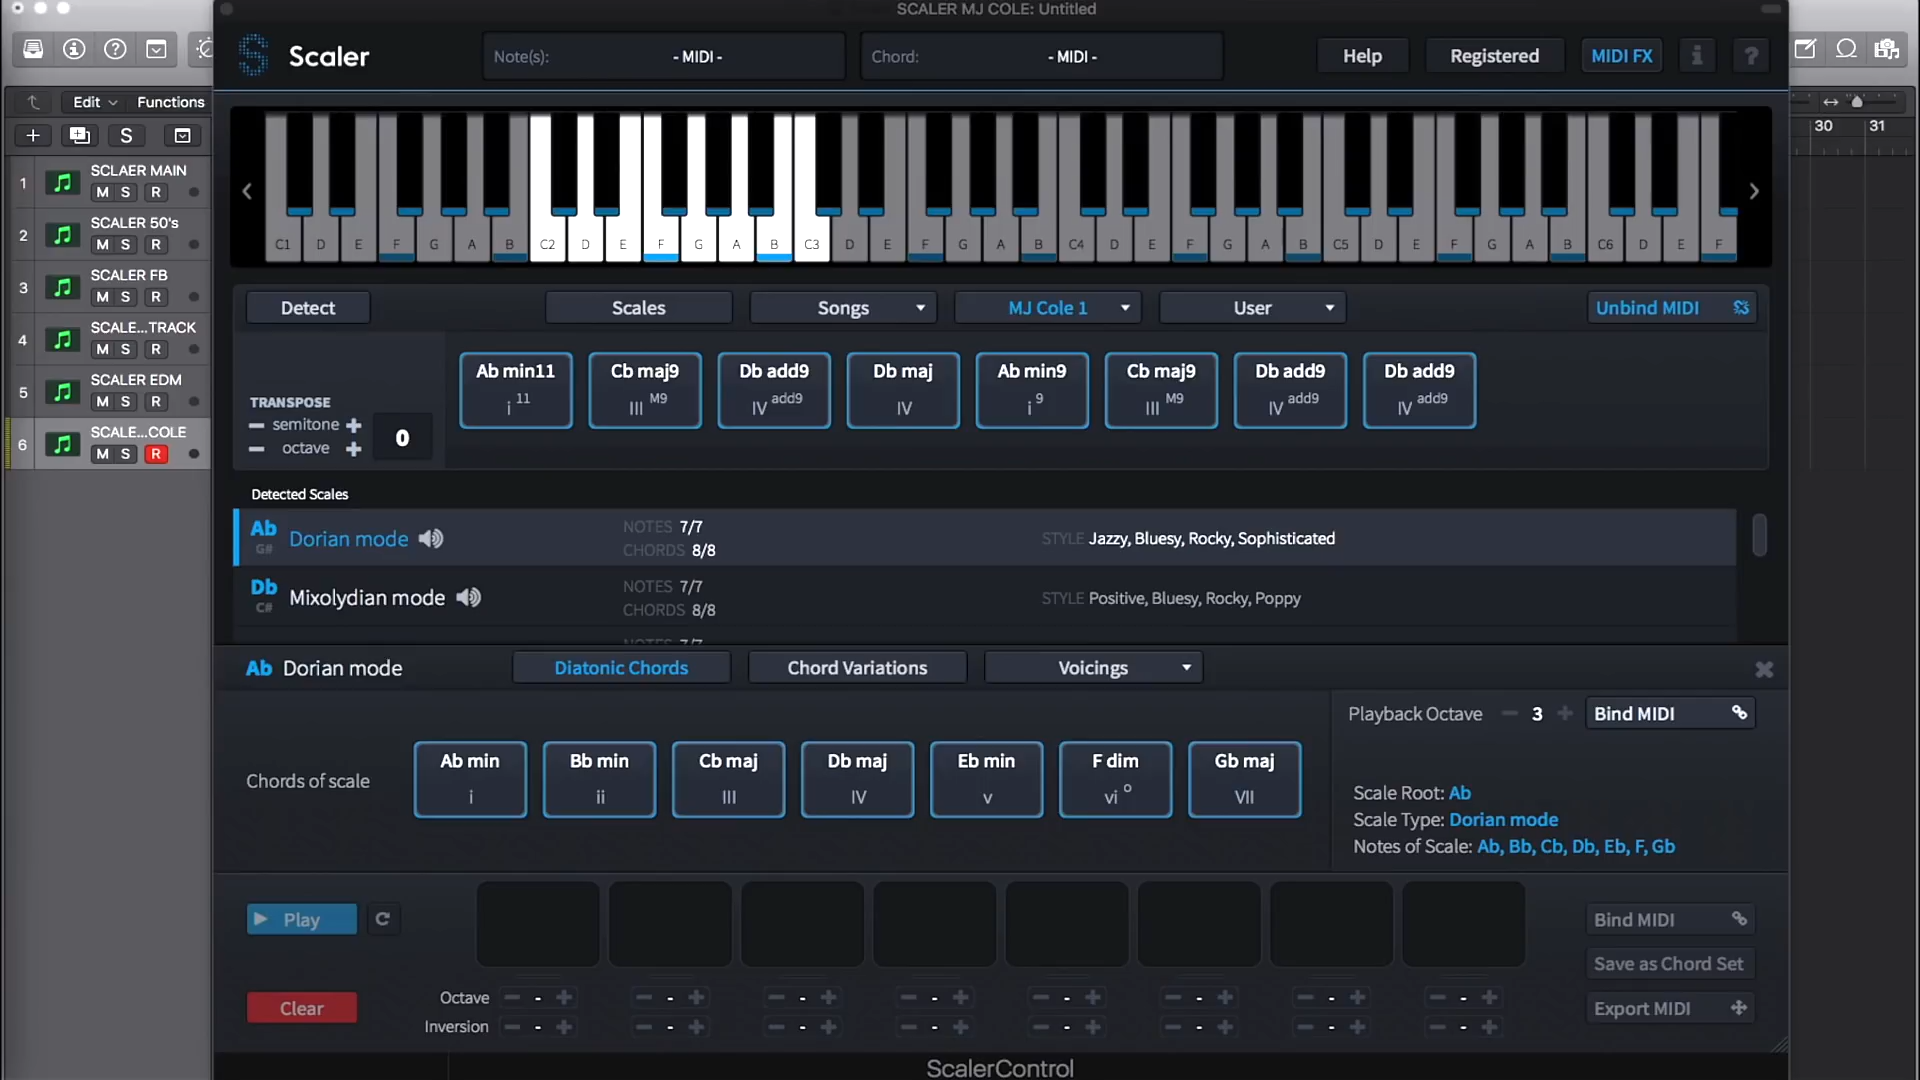 SCALER MJ COLE: Untitled
Scaler
Note(s): - MIDI -
Chord: - MIDI -
Help
Registered
MIDI FX
i
?
Edit
Functions
S
30 31
1 SCLAER MAIN
M S R
2 SCALER 50's
M S R
3 SCALER FB
M S R
4 SCALE...TRACK
M S R
5 SCALER EDM
M S R
6 SCALE...COLE
M S R
C1 D E F G A B C2 D E F G A B C3 D E F G A B C4 D E F G A B C5 D E F G A B C6 D E F
Detect
Scales
Songs
MJ Cole 1
User
Unbind MIDI
TRANSPOSE
semitone
octave
0
Ab min11
i 11
Cb maj9
III M9
Db add9
IV add9
Db maj
IV
Ab min9
i 9
Cb maj9
III M9
Db add9
IV add9
Db add9
IV add9
Detected Scales
Ab
G#
Dorian mode
NOTES 7/7
CHORDS 8/8
STYLE Jazzy, Bluesy, Rocky, Sophisticated
Db
C#
Mixolydian mode
NOTES 7/7
CHORDS 8/8
STYLE Positive, Bluesy, Rocky, Poppy
NOTES 7/7
Ab Dorian mode
Diatonic Chords
Chord Variations
Voicings
Playback Octave - 3 +
Bind MIDI
Chords of scale
Ab min
i
Bb min
ii
Cb maj
III
Db maj
IV
Eb min
v
F dim
vi o
Gb maj
VII
Scale Root: Ab
Scale Type: Dorian mode
Notes of Scale: Ab, Bb, Cb, Db, Eb, F, Gb
Play
Clear
Octave - - + - - + - - + - - + - - + - - + - - + - - +
Inversion - - + - - + - - + - - + - - + - - + - - + - - +
Bind MIDI
Save as Chord Set
Export MIDI
ScalerControl